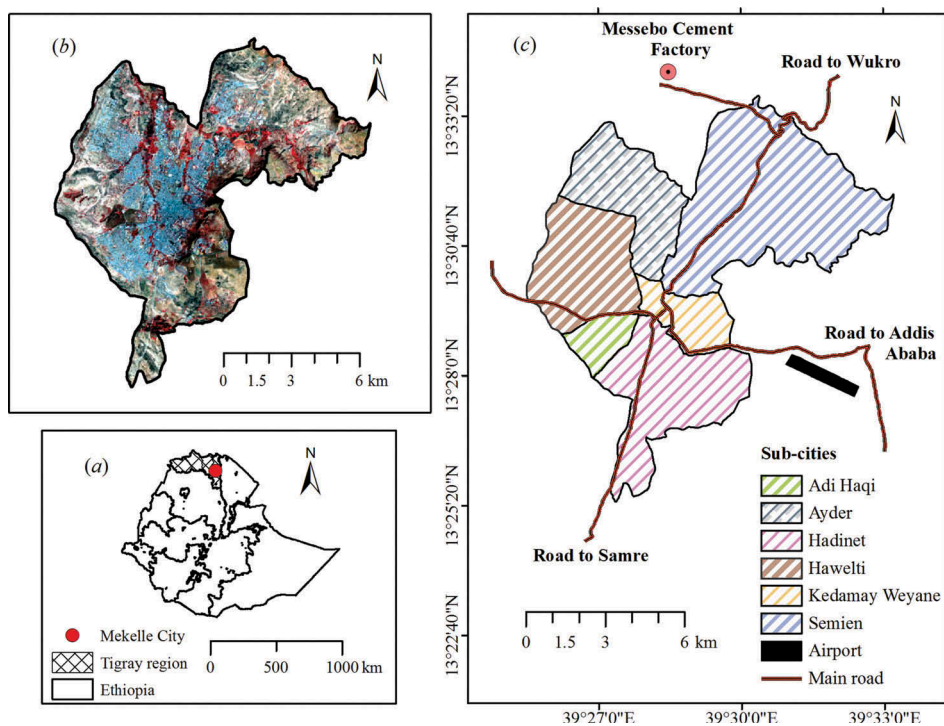 (b)
N
0 1.5 3 6 km
(a)
N
Mekelle City
Tigray region
Ethiopia
0 1000 km
(c)
Messebo Cement
Factory
Road to Wukro
N
13°33'20"N
13°30'40"N
13°28'0"N
13°25'20"N
13°22'40"N
Road to Addis
Ababa
Road to Samre
Sub-cities
Adi Haqi
Ayder
Hadinet
Hawelti
Kedamay Weyane
Semien
Airport
Main road
0 1.5 3 6
km
39°27'0"E 39°30'0"E 39°33'0"E